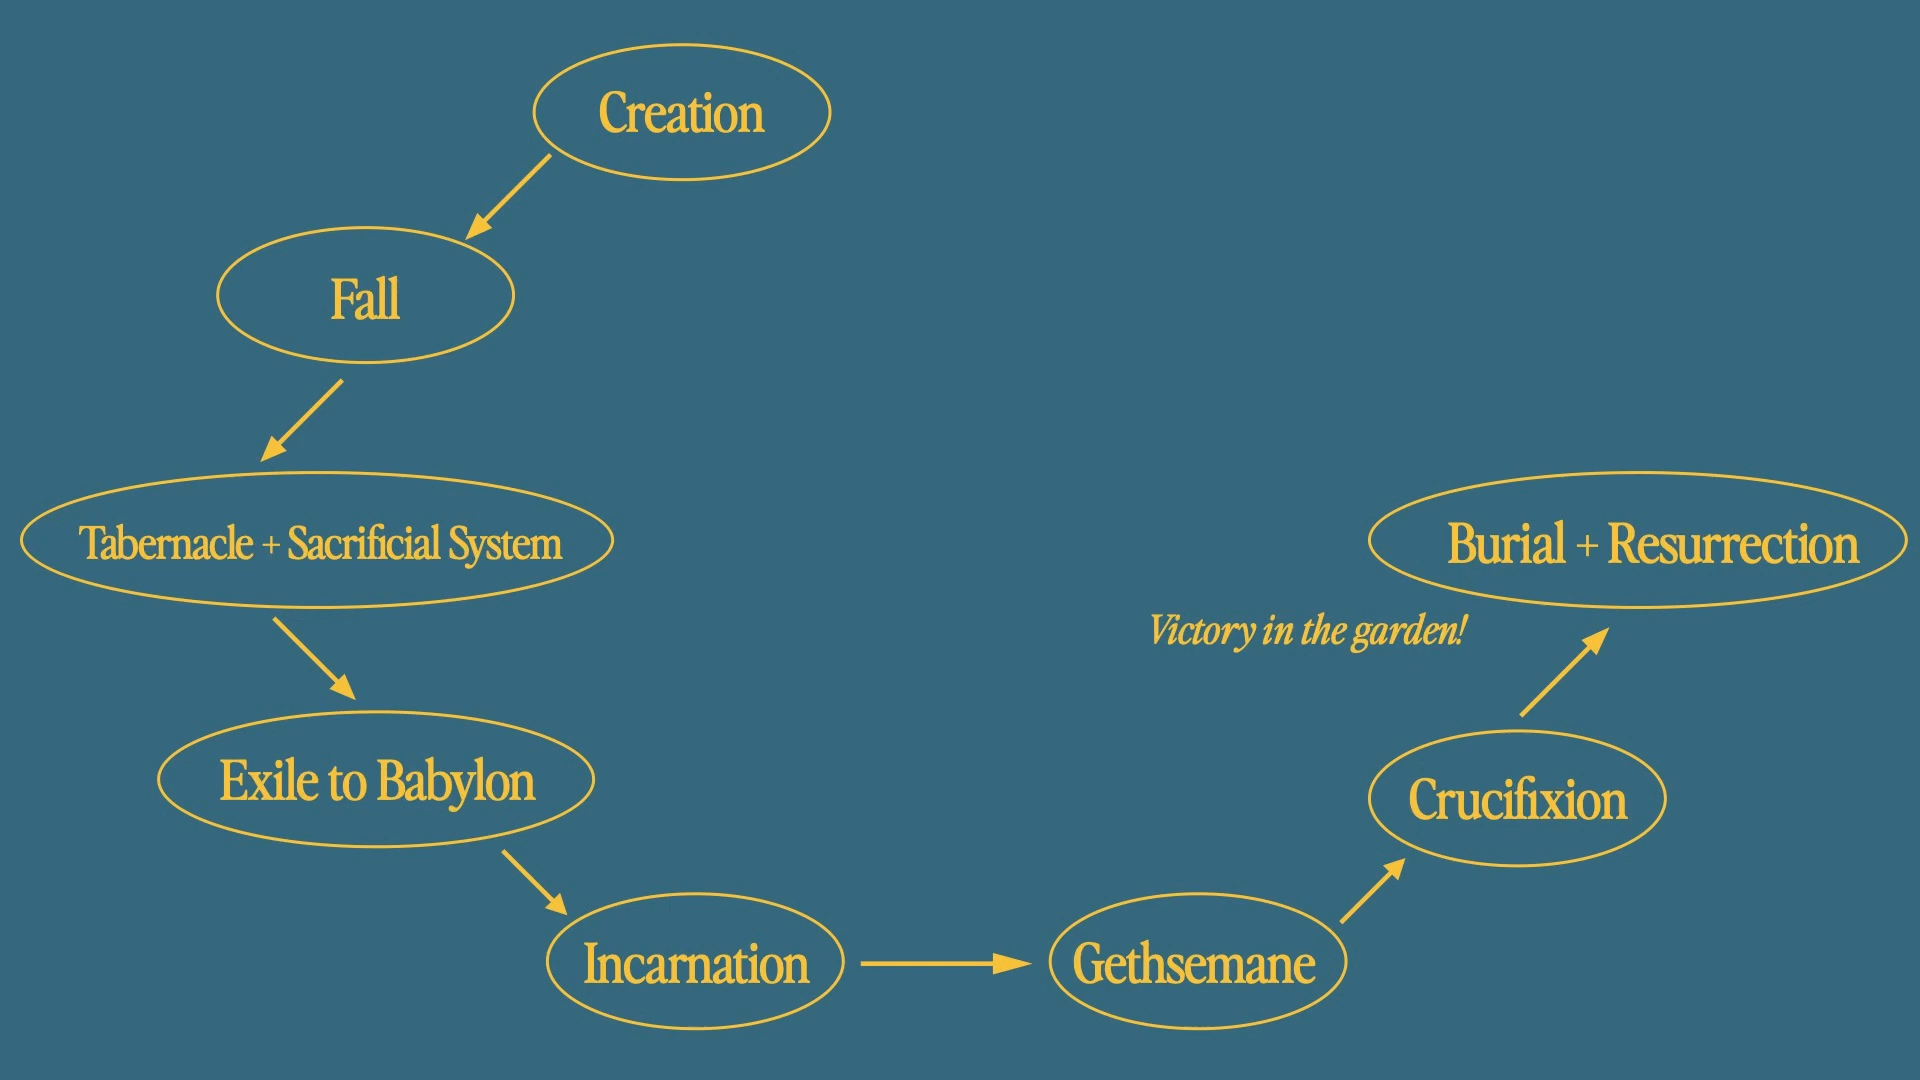 Creation
Fall
Tabernacle + Sacrificial System
Exile to Babylon
Incarnation
Gethsemane
Crucifixion
Victory in the garden!
Burial + Resurrection